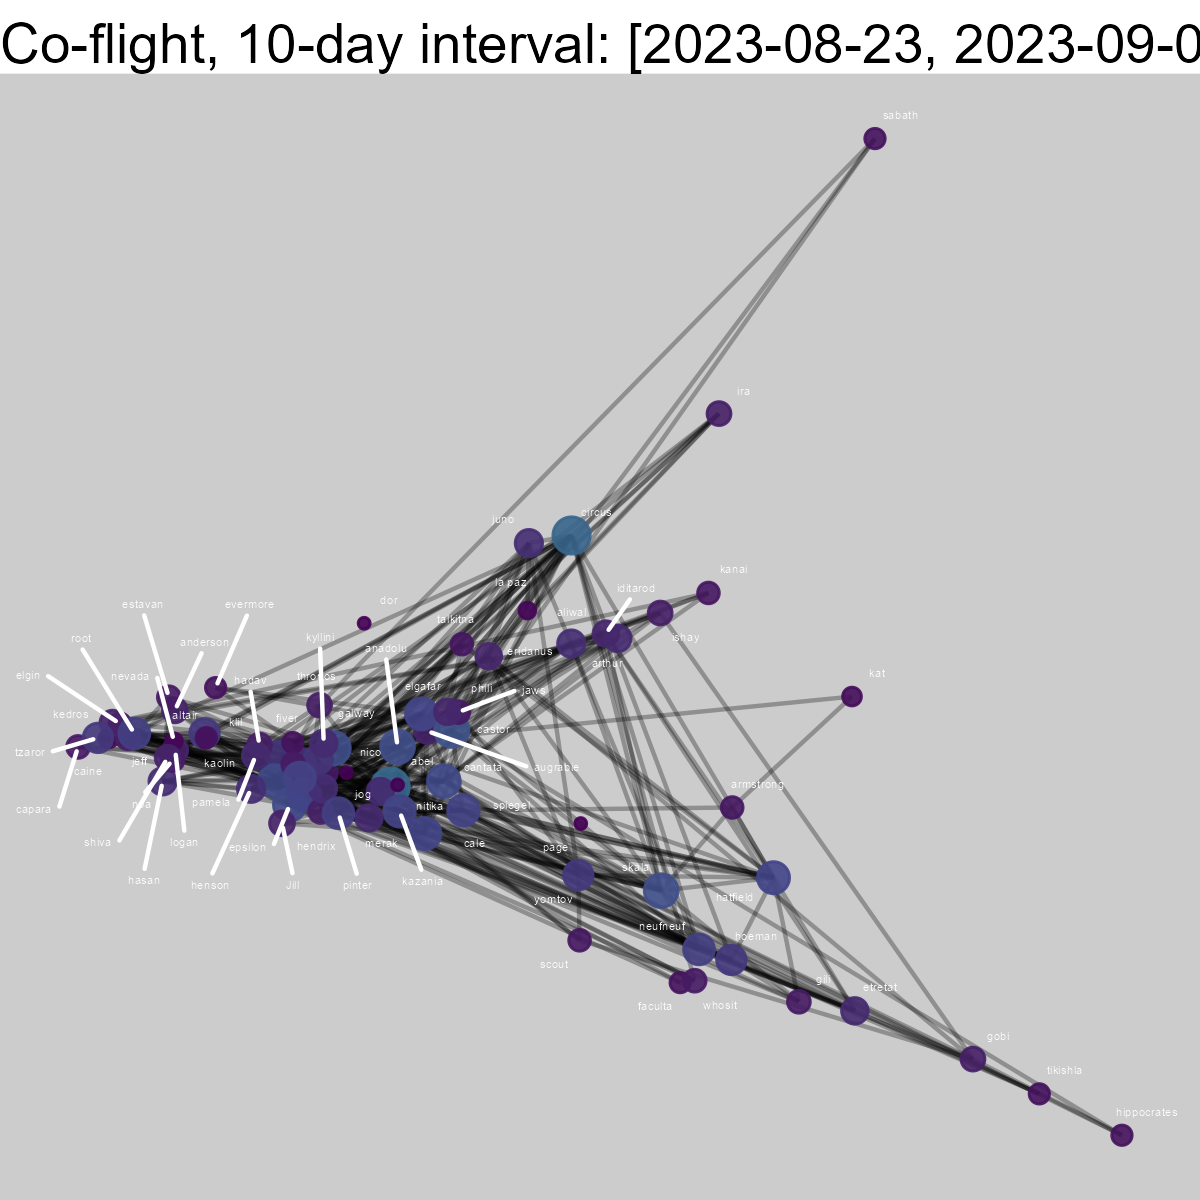 Co-flight, 10-day interval: [2023-08-23, 2023-09-0
sabath
ira
circus
juno
kanai
la paz
iditarod
dor
estavan
evermore
aliwal
talkitna
root
anderson
kyllini
ishay
anadolu
eridanus
arthur
elgin
nevada
hadav
kat
elgafar
phili
jaws
kedros
altair
galway
klil
fiver
castor
tzaror
nico
jeff
kaolin
abel
cantata
augrable
caine
armstrong
jog
pamela
nitika
spiegel
capara
shiva
logan
epsilon
hendrix
merak
cale
page
skala
hasan
henson
Jill
pinter
kazania
yomtov
hatfield
neufneuf
boeman
scout
gili
etretat
faculta
whosit
gobi
tikishla
hippocrates